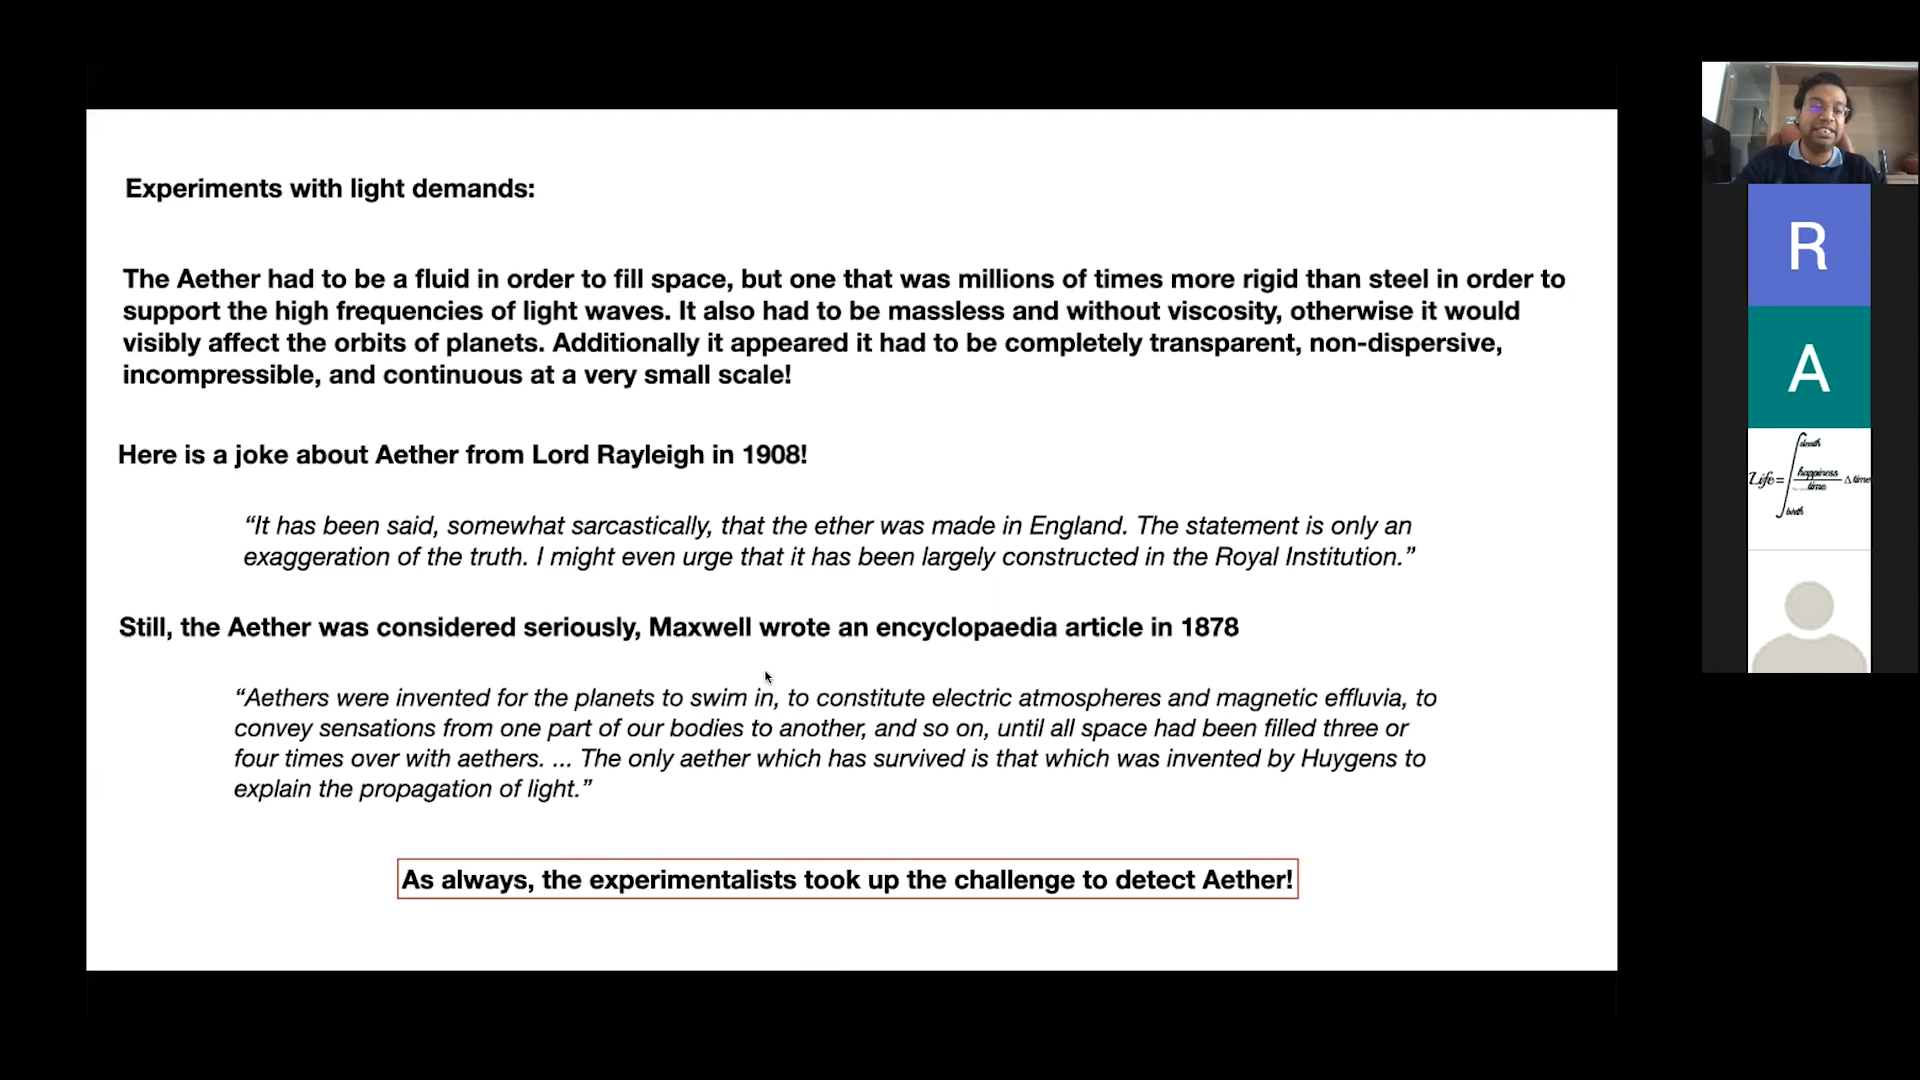 Experiments with light demands:
The Aether had to be a fluid in order to fill space, but one that was millions of times more rigid than steel in order to
support the high frequencies of light waves. It also had to be massless and without viscosity, otherwise it would
visibly affect the orbits of planets. Additionally it appeared it had to be completely transparent, non-dispersive,
incompressible, and continuous at a very small scale!
Here is a joke about Aether from Lord Rayleigh in 1908!
“It has been said, somewhat sarcastically, that the ether was made in England. The statement is only an
exaggeration of the truth. I might even urge that it has been largely constructed in the Royal Institution.”
Still, the Aether was considered seriously, Maxwell wrote an encyclopaedia article in 1878
“Aethers were invented for the planets to swim in, to constitute electric atmospheres and magnetic effluvia, to
convey sensations from one part of our bodies to another, and so on, until all space had been filled three or
four times over with aethers. ... The only aether which has survived is that which was invented by Huygens to
explain the propagation of light.”
As always, the experimentalists took up the challenge to detect Aether!
R
A
death
Life = ∫ happiness
time Δ time
birth